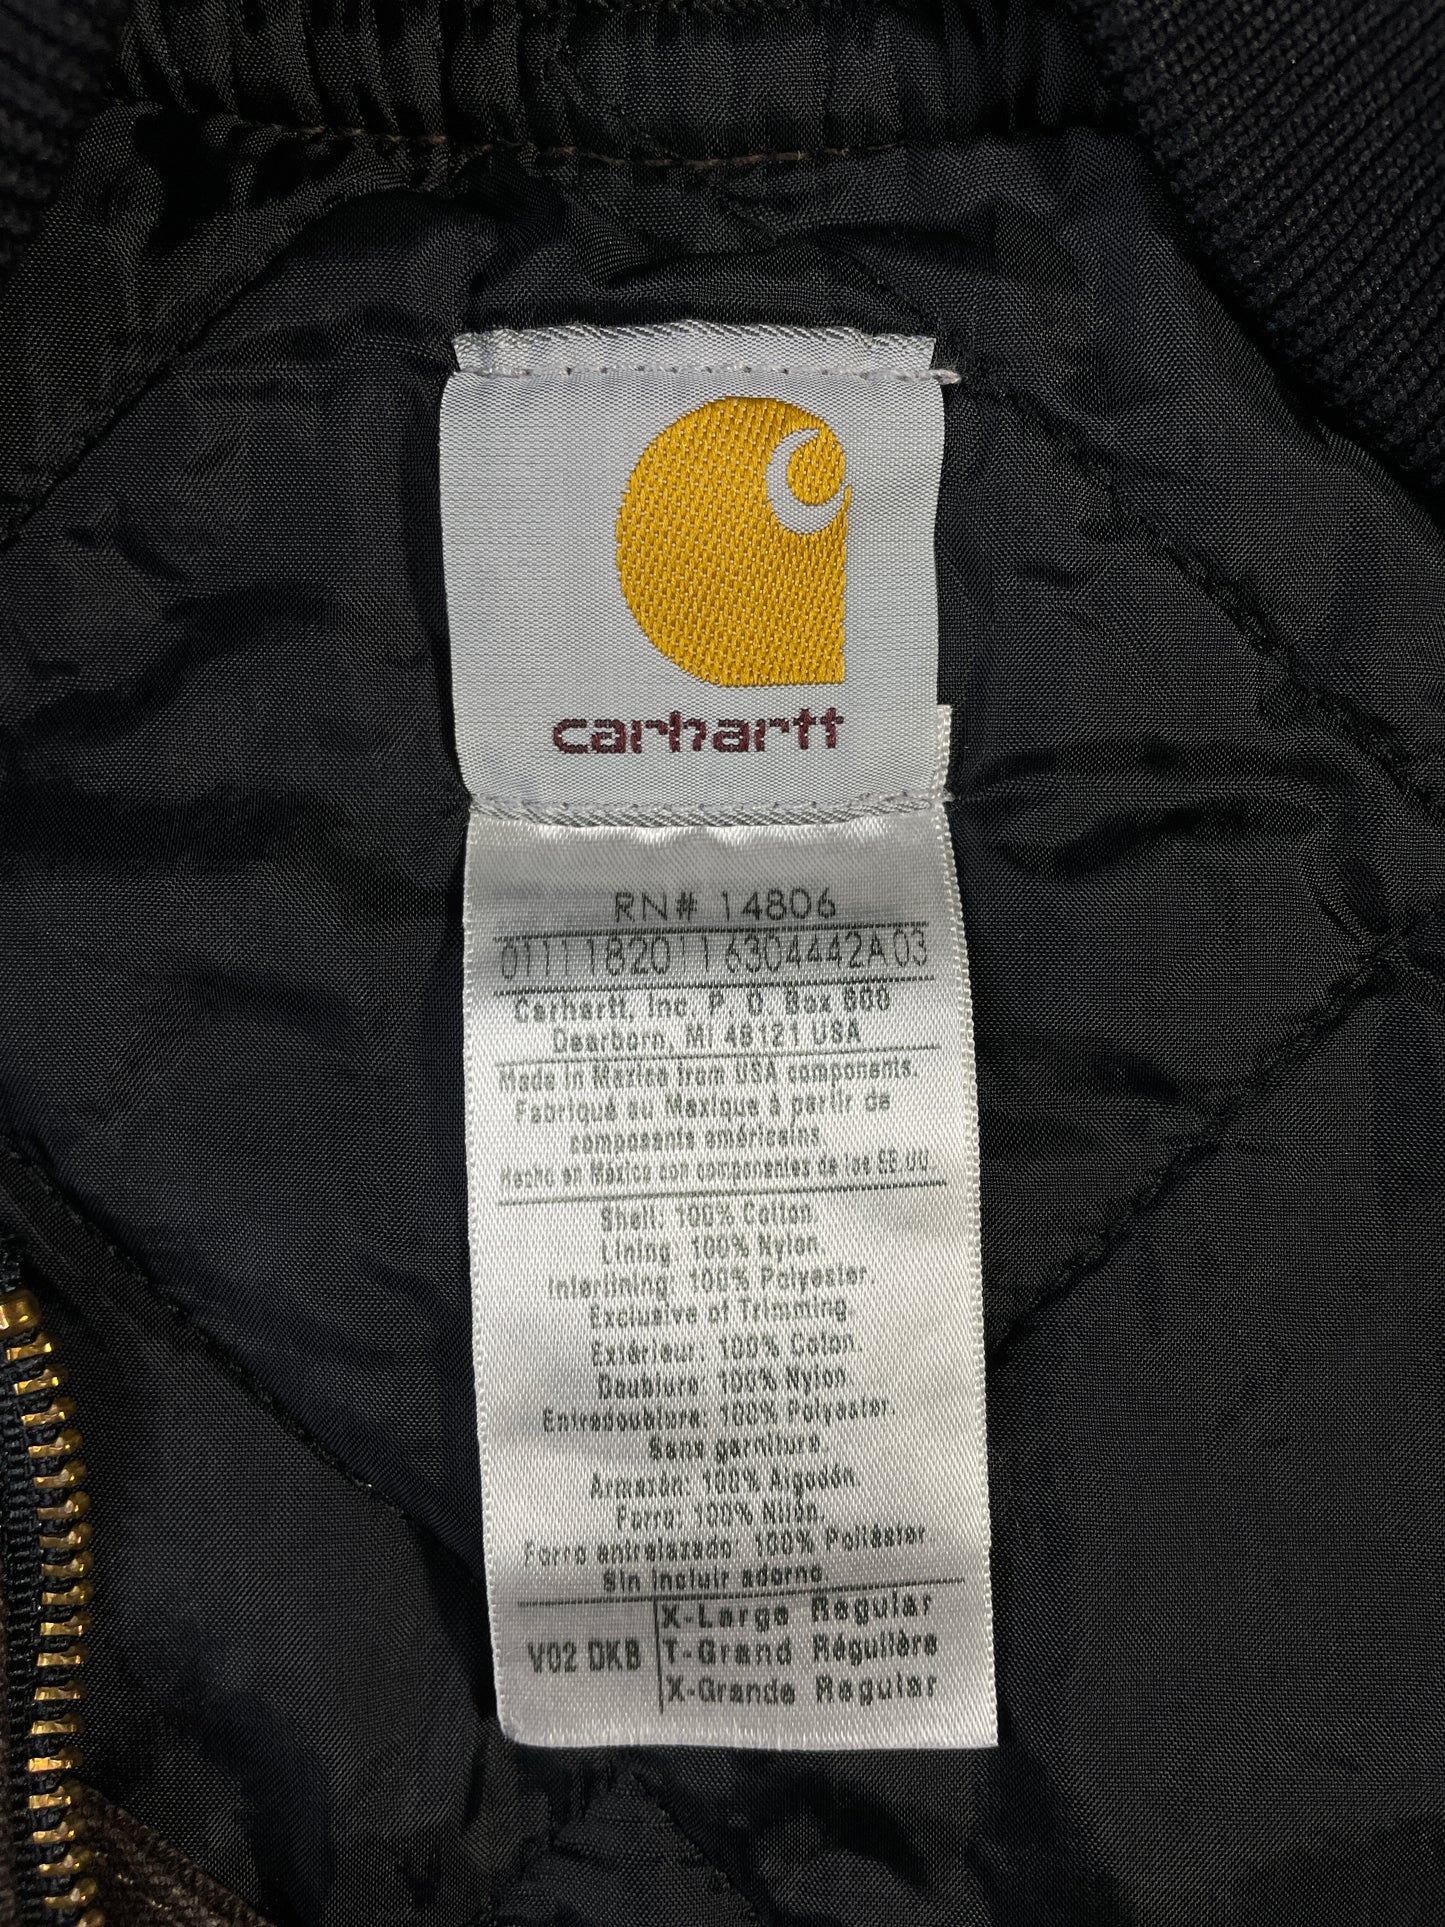 carhartt
RN# 14806
01111820116304442A03
Carhartt, Inc. P. O. Box 600
Dearborn, MI 48121 USA
Made in Mexico from USA components.
Fabriqué au Mexique à partir de
composants américains
Hecho en México con componentes de los EE.UU.
Shell: 100% Cotton.
Lining: 100% Nylon.
Interlining: 100% Polyester.
Exclusive of Trimming
Extérieur: 100% Coton.
Doublure: 100% Nylon.
Entredoublure: 100% Polyester.
Sans garniture.
Armazón: 100% Algodón.
Forro: 100% Nilón.
Forro entrelazado: 100% Poliéster
Sin incluir adorno.
V02 DKB
X-Large Regular
T-Grand Régulière
X-Grande Regular